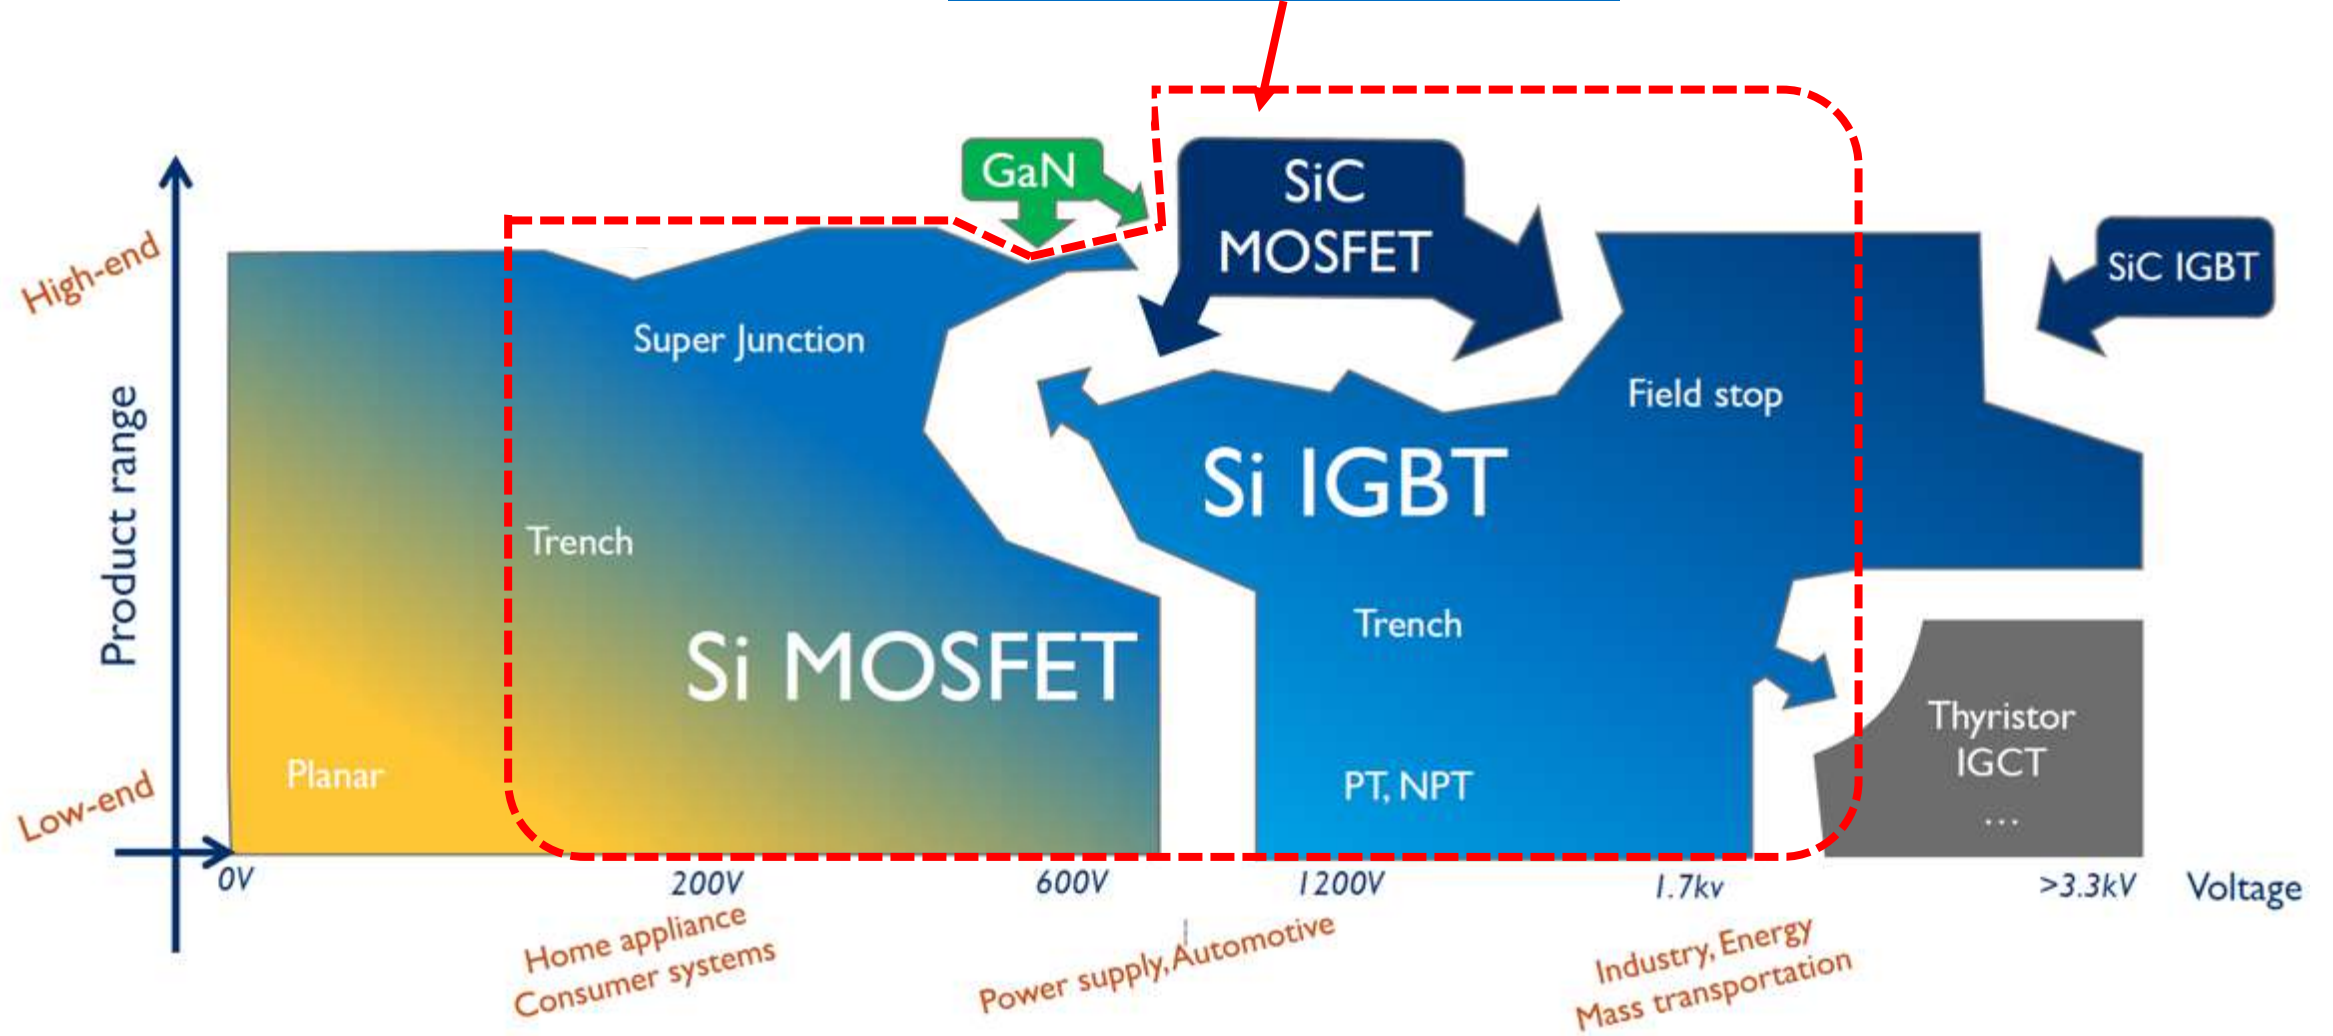 GaN
SiC
MOSFET
SiC IGBT
High-end
Super Junction
Field stop
Product range
Si IGBT
Trench
Trench
Si MOSFET
Thyristor
IGCT
...
Planar
PT, NPT
Low-end
0V
200V
600V
1200V
1.7kv
>3.3kV
Voltage
Home appliance
Consumer systems
Power supply, Automotive
Industry, Energy
Mass transportation